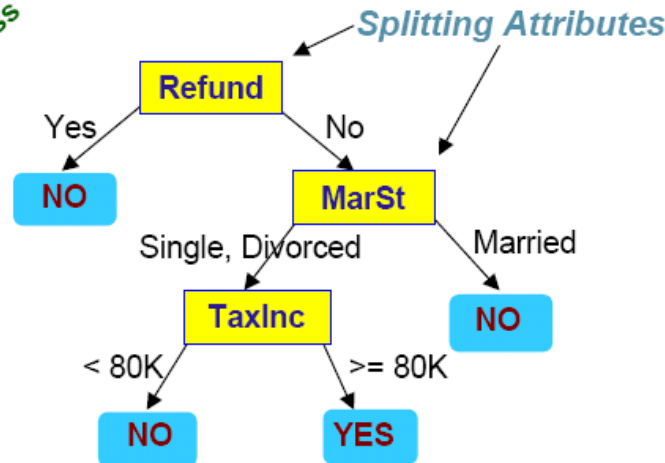 Splitting Attributes
Refund
Yes
No
NO
MarSt
Single, Divorced
Married
TaxInc
NO
< 80K
>= 80K
NO
YES